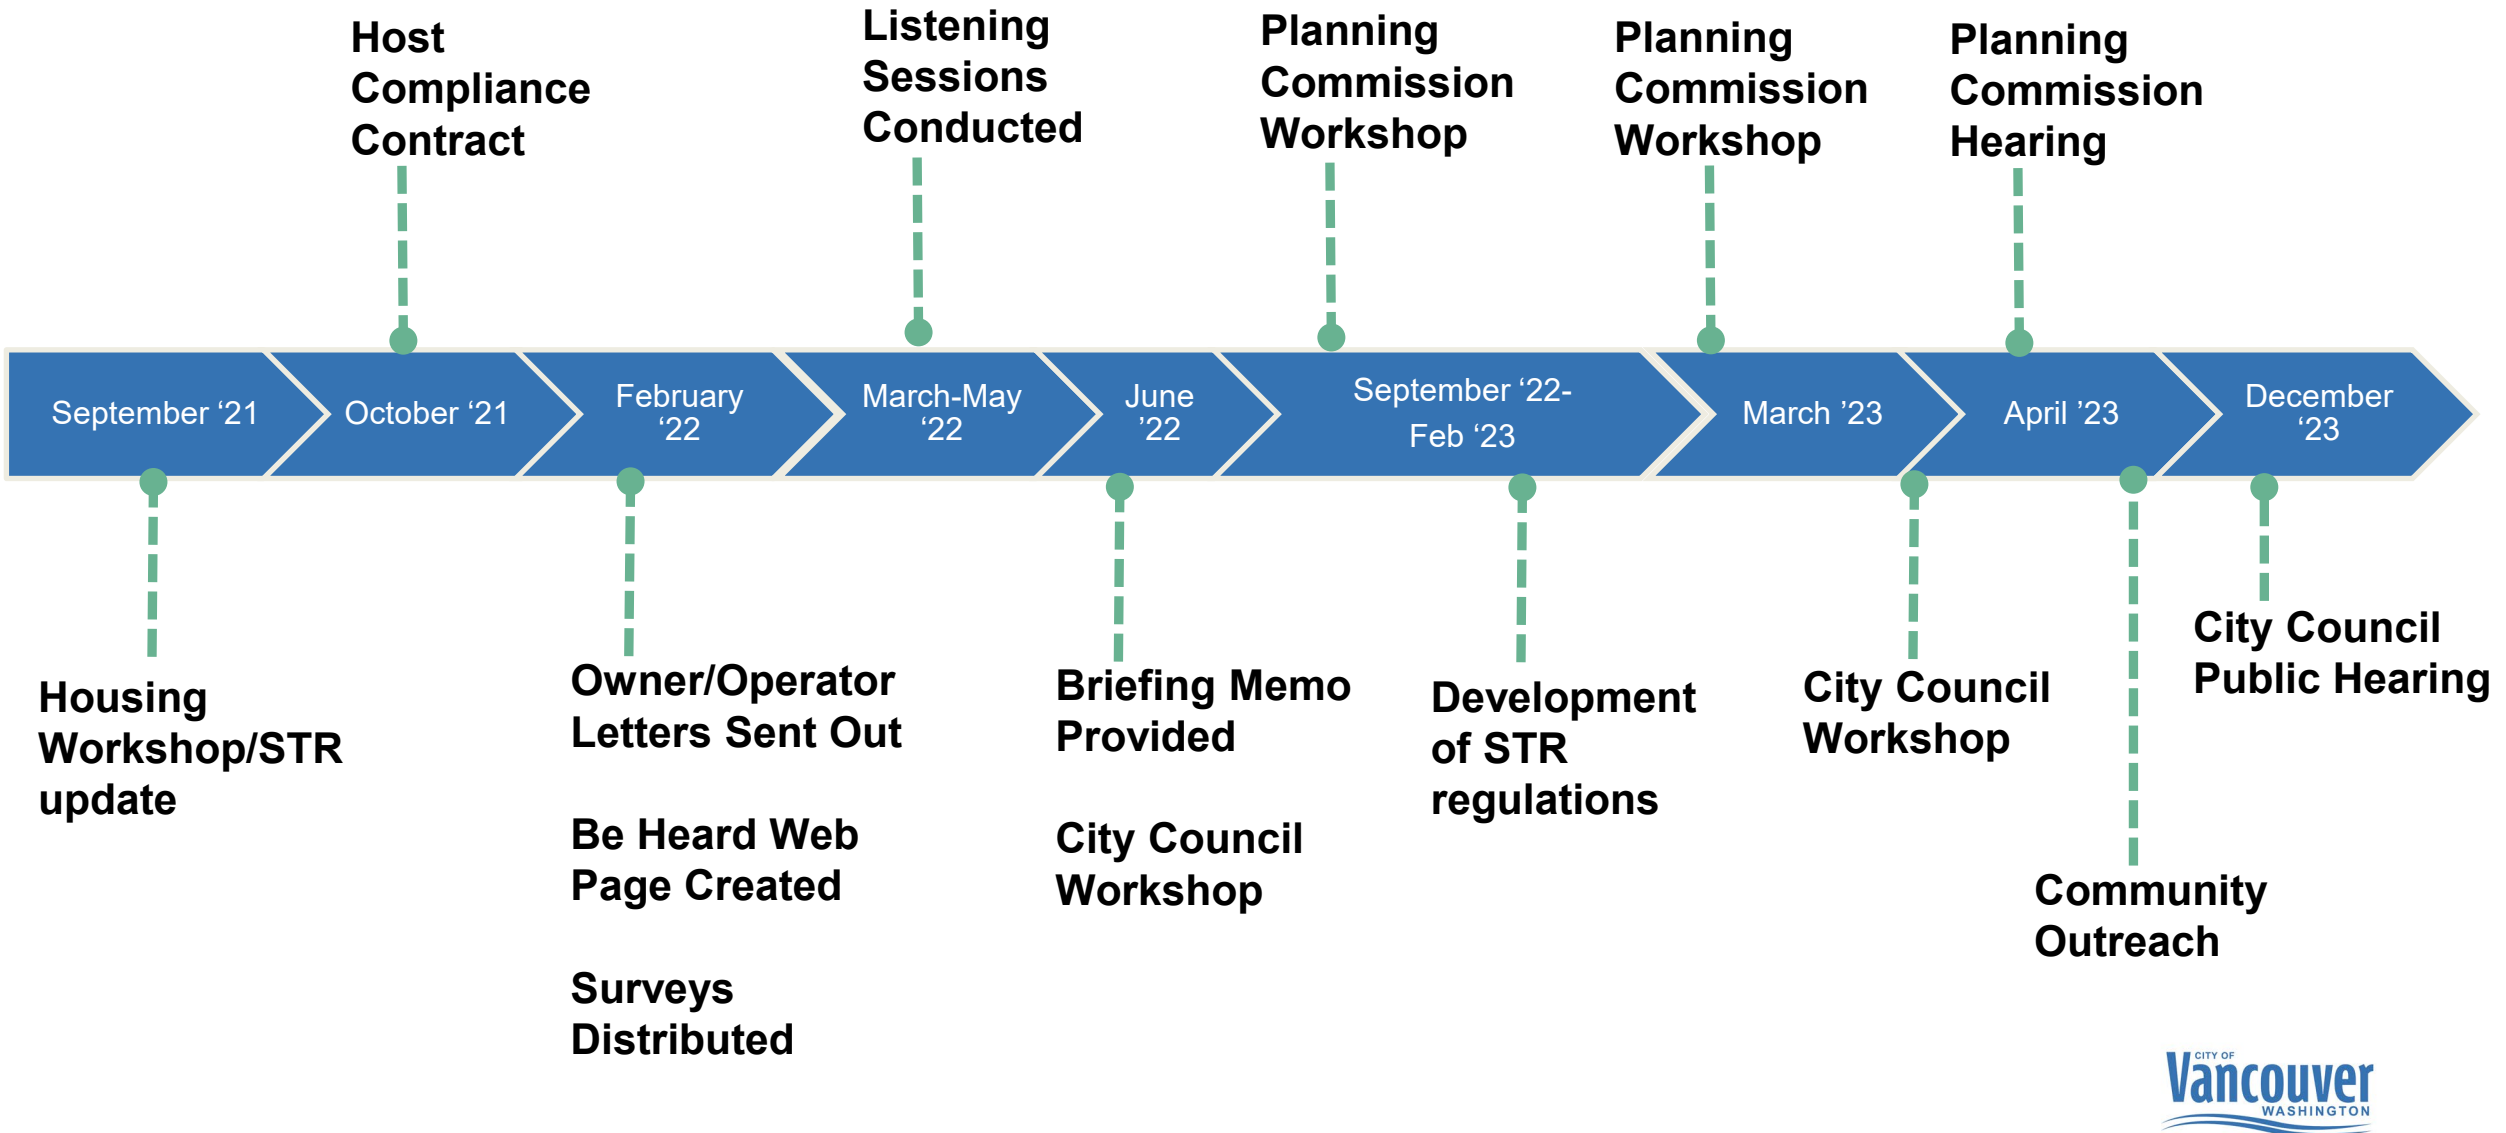 Host
Compliance
Contract
Listening
Sessions
Conducted
Planning
Commission
Workshop
Planning
Commission
Workshop
Planning
Commission
Hearing
September ‘21
October ‘21
February
‘22
March-May
‘22
June
’22
September ‘22-
Feb ‘23
March ’23
April ’23
December
‘23
Housing
Workshop/STR
update
Owner/Operator
Letters Sent Out
Be Heard Web
Page Created
Surveys
Distributed
Briefing Memo
Provided
City Council
Workshop
Development
of STR
regulations
City Council
Workshop
Community
Outreach
City Council
Public Hearing
CITY OF
Vancouver
WASHINGTON